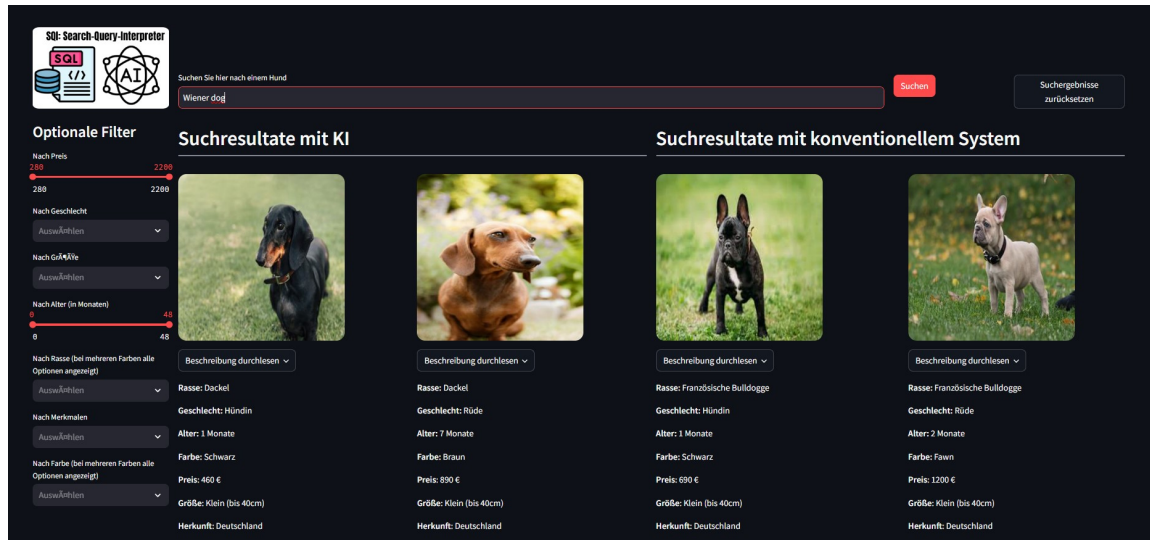 SQI: Search-Query-Interpreter
SQL
</>
AI
Suchen Sie hier nach einem Hund
Wiener dog
Suchen
Suchergebnisse
zurücksetzen
Optionale Filter
Nach Preis
280 2200
280 2200
Nach Geschlecht
AuswÃ¤hlen
Nach GrÃ¶ÃŸe
AuswÃ¤hlen
Nach Alter (in Monaten)
0 48
0 48
Nach Rasse (bei mehreren Farben alle
Optionen angezeigt)
AuswÃ¤hlen
Nach Merkmalen
AuswÃ¤hlen
Nach Farbe (bei mehreren Farben alle
Optionen angezeigt)
AuswÃ¤hlen
Suchresultate mit KI
Beschreibung durchlesen
Rasse: Dackel
Geschlecht: Hündin
Alter: 1 Monate
Farbe: Schwarz
Preis: 460 €
Größe: Klein (bis 40cm)
Herkunft: Deutschland
Beschreibung durchlesen
Rasse: Dackel
Geschlecht: Rüde
Alter: 7 Monate
Farbe: Braun
Preis: 890 €
Größe: Klein (bis 40cm)
Herkunft: Deutschland
Suchresultate mit konventionellem System
Beschreibung durchlesen
Rasse: Französische Bulldogge
Geschlecht: Hündin
Alter: 1 Monate
Farbe: Schwarz
Preis: 690 €
Größe: Klein (bis 40cm)
Herkunft: Deutschland
Beschreibung durchlesen
Rasse: Französische Bulldogge
Geschlecht: Rüde
Alter: 2 Monate
Farbe: Fawn
Preis: 1200 €
Größe: Klein (bis 40cm)
Herkunft: Deutschland